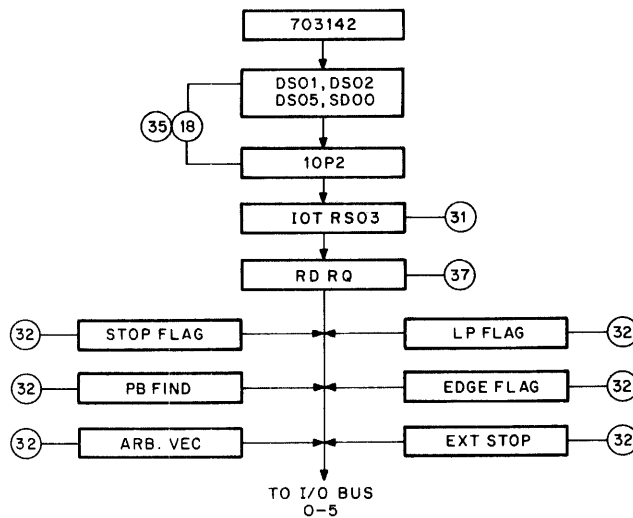 703142
DS01, DS02
DS05, SD00
35 18
IOP2
IOT RS03 31
RD RQ 37
32 STOP FLAG LP FLAG 32
32 PB FIND EDGE FLAG 32
32 ARB. VEC EXT STOP 32
TO I/O BUS
0-5